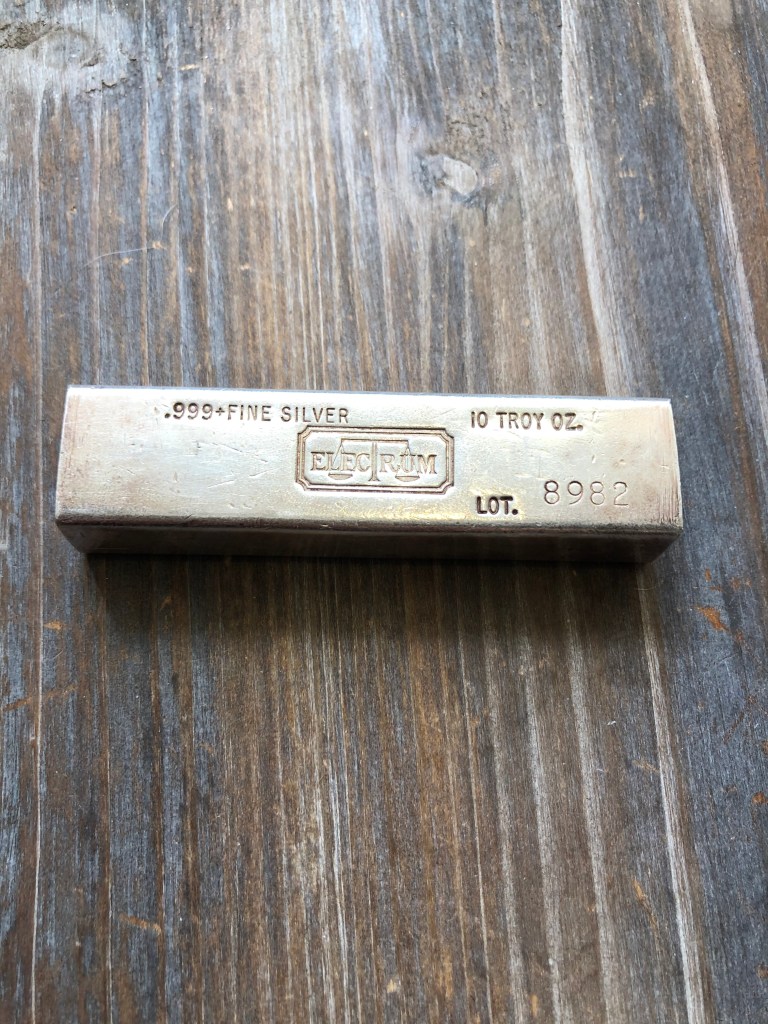 .999+FINE SILVER
10 TROY OZ.
ELECTRUM
LOT. 8982